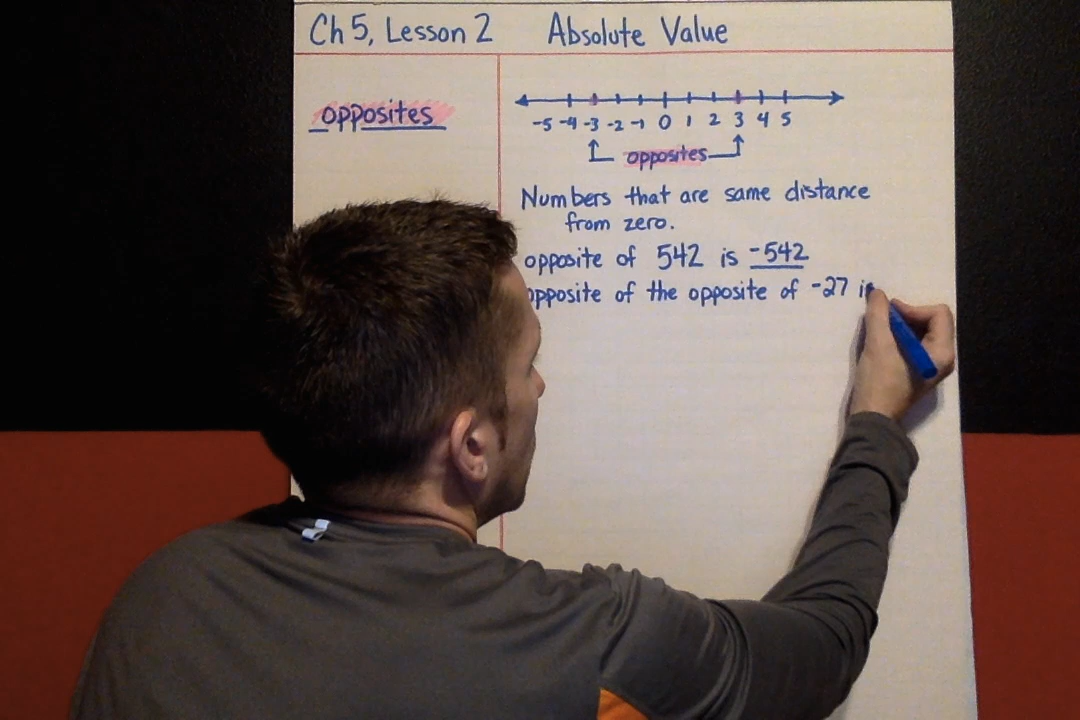 Ch 5, Lesson 2 Absolute Value
opposites
-5 -4 -3 -2 -1 0 1 2 3 4 5
opposites
Numbers that are same distance
from zero.
opposite of 542 is -542
opposite of the opposite of -27 is